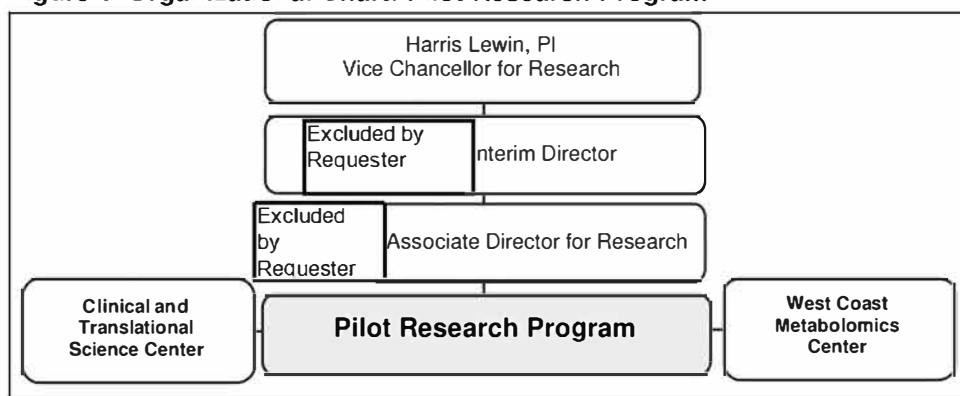 Harris Lewin, PI
Vice Chancellor for Research
Excluded by
Requester
nterim Director
Excluded
by
Requester
Associate Director for Research
Clinical and
Translational
Science Center
Pilot Research Program
West Coast
Metabolomics
Center